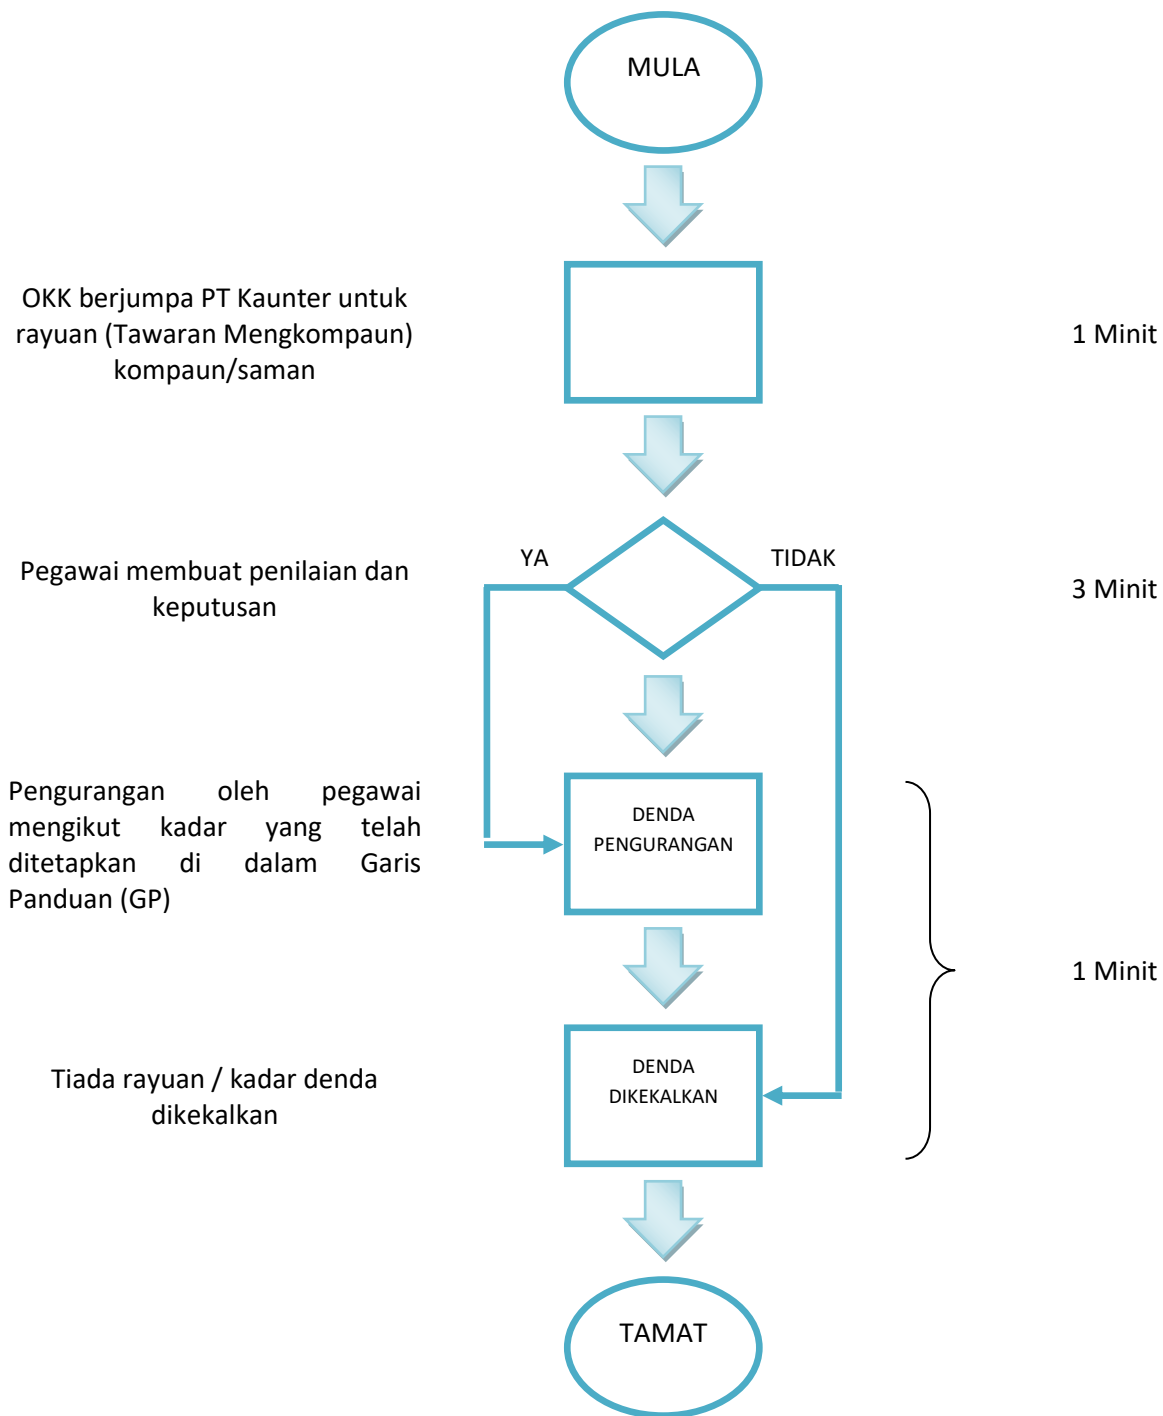 MULA
OKK berjumpa PT Kaunter untuk
rayuan (Tawaran Mengkompaun)
kompaun/saman
1 Minit
YA
TIDAK
Pegawai membuat penilaian dan
keputusan
3 Minit
Pengurangan oleh pegawai
mengikut kadar yang telah
ditetapkan di dalam Garis
Panduan (GP)
DENDA
PENGURANGAN
1 Minit
Tiada rayuan / kadar denda
dikekalkan
DENDA
DIKEKALKAN
TAMAT